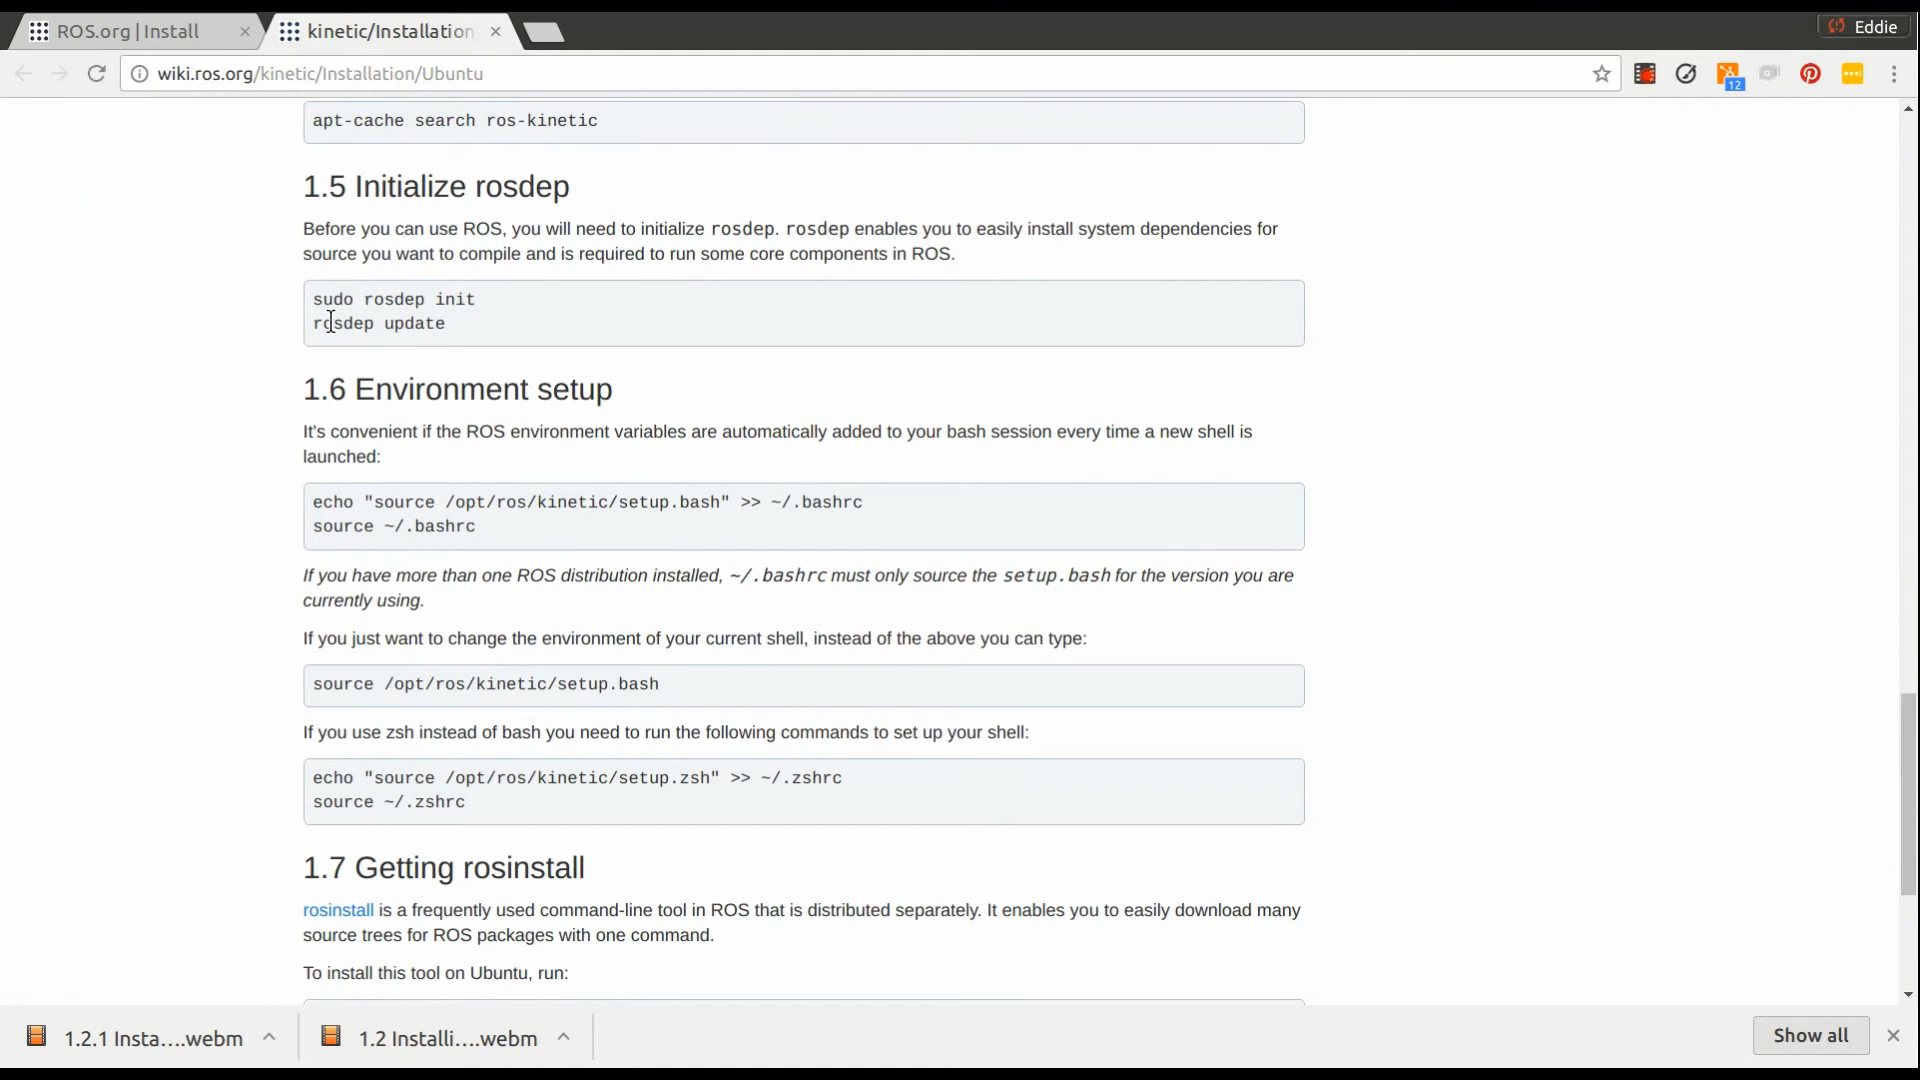 ROS.org | Install
kinetic/Installation
Eddie
wiki.ros.org/kinetic/Installation/Ubuntu
12
apt-cache search ros-kinetic
1.5 Initialize rosdep
Before you can use ROS, you will need to initialize rosdep. rosdep enables you to easily install system dependencies for
source you want to compile and is required to run some core components in ROS.
sudo rosdep init
rosdep update
1.6 Environment setup
It's convenient if the ROS environment variables are automatically added to your bash session every time a new shell is
launched:
echo "source /opt/ros/kinetic/setup.bash" >> ~/.bashrc
source ~/.bashrc
If you have more than one ROS distribution installed, ~/.bashrc must only source the setup.bash for the version you are
currently using.
If you just want to change the environment of your current shell, instead of the above you can type:
source /opt/ros/kinetic/setup.bash
If you use zsh instead of bash you need to run the following commands to set up your shell:
echo "source /opt/ros/kinetic/setup.zsh" >> ~/.zshrc
source ~/.zshrc
1.7 Getting rosinstall
rosinstall is a frequently used command-line tool in ROS that is distributed separately. It enables you to easily download many
source trees for ROS packages with one command.
To install this tool on Ubuntu, run:
1.2.1 Insta....webm
1.2 Installi....webm
Show all